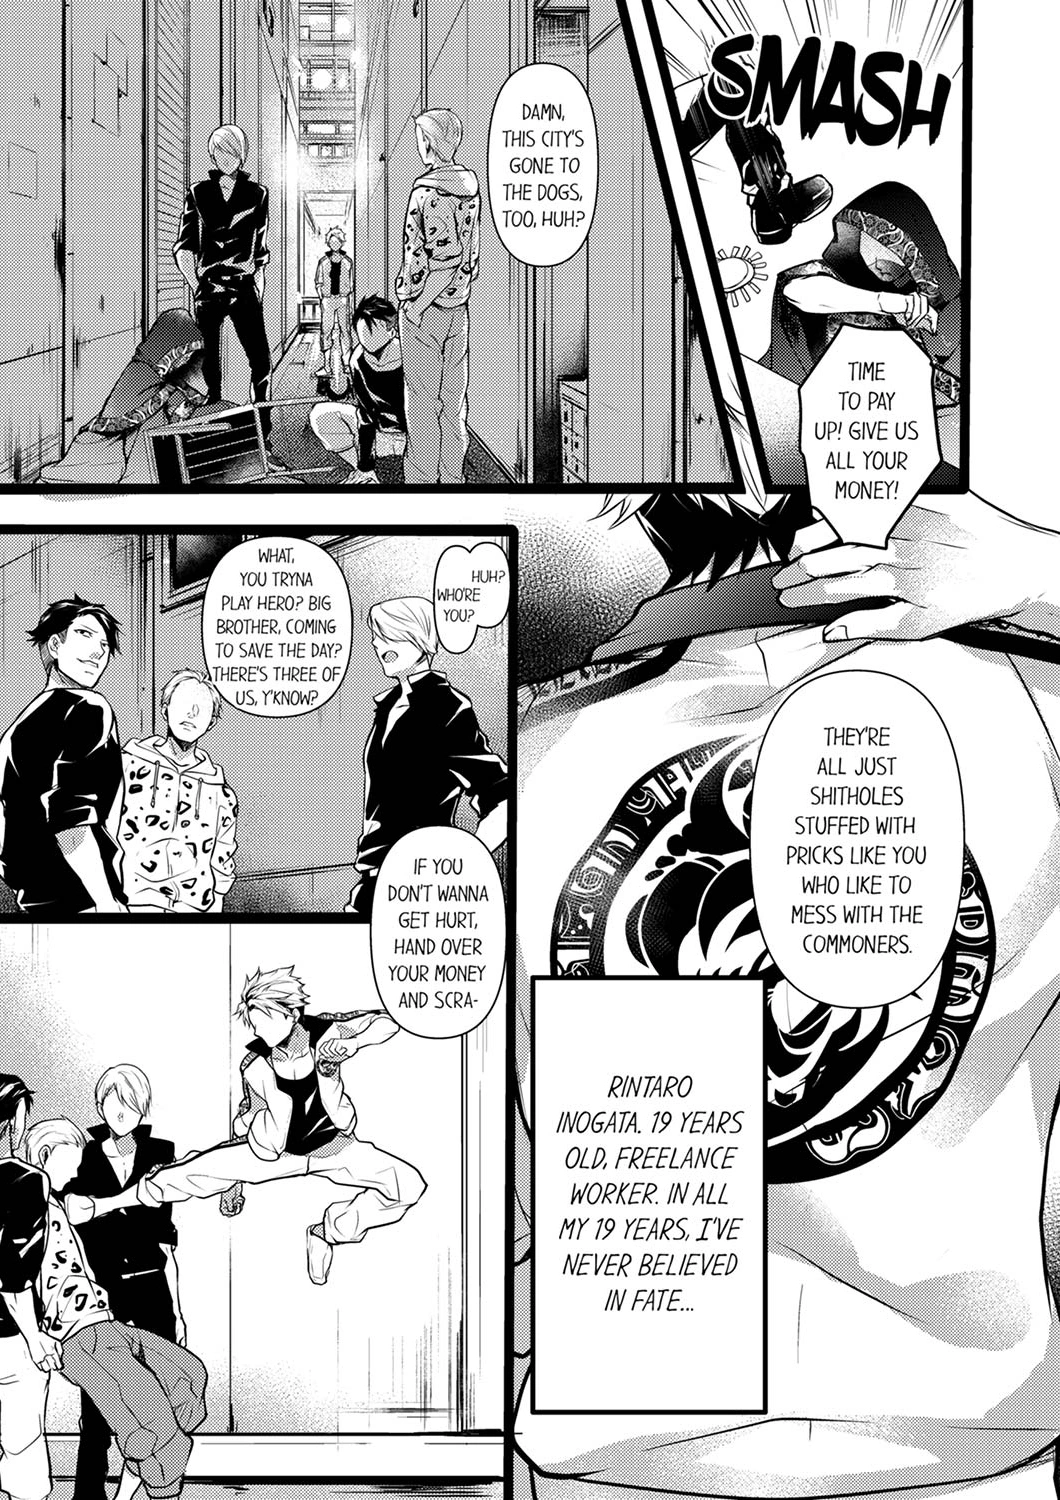 SMASH
TIME
TO PAY
UP! GIVE US
ALL YOUR
MONEY!
DAMN,
THIS CITY'S
GONE TO
THE DOGS,
TOO, HUH?
THEY'RE
ALL JUST
SHITHOLES
STUFFED WITH
PRICKS LIKE YOU
WHO LIKE TO
MESS WITH THE
COMMONERS.
RINTARO
INOGATA. 19 YEARS
OLD, FREELANCE
WORKER. IN ALL
MY 19 YEARS, I'VE
NEVER BELIEVED
IN FATE...
HUH?
WHO'RE
YOU?
WHAT,
YOU TRYNA
PLAY HERO? BIG
BROTHER, COMING
TO SAVE THE DAY?
THERE'S THREE OF
US, Y'KNOW?
IF YOU
DON'T WANNA
GET HURT,
HAND OVER
YOUR MONEY
AND SCRA-